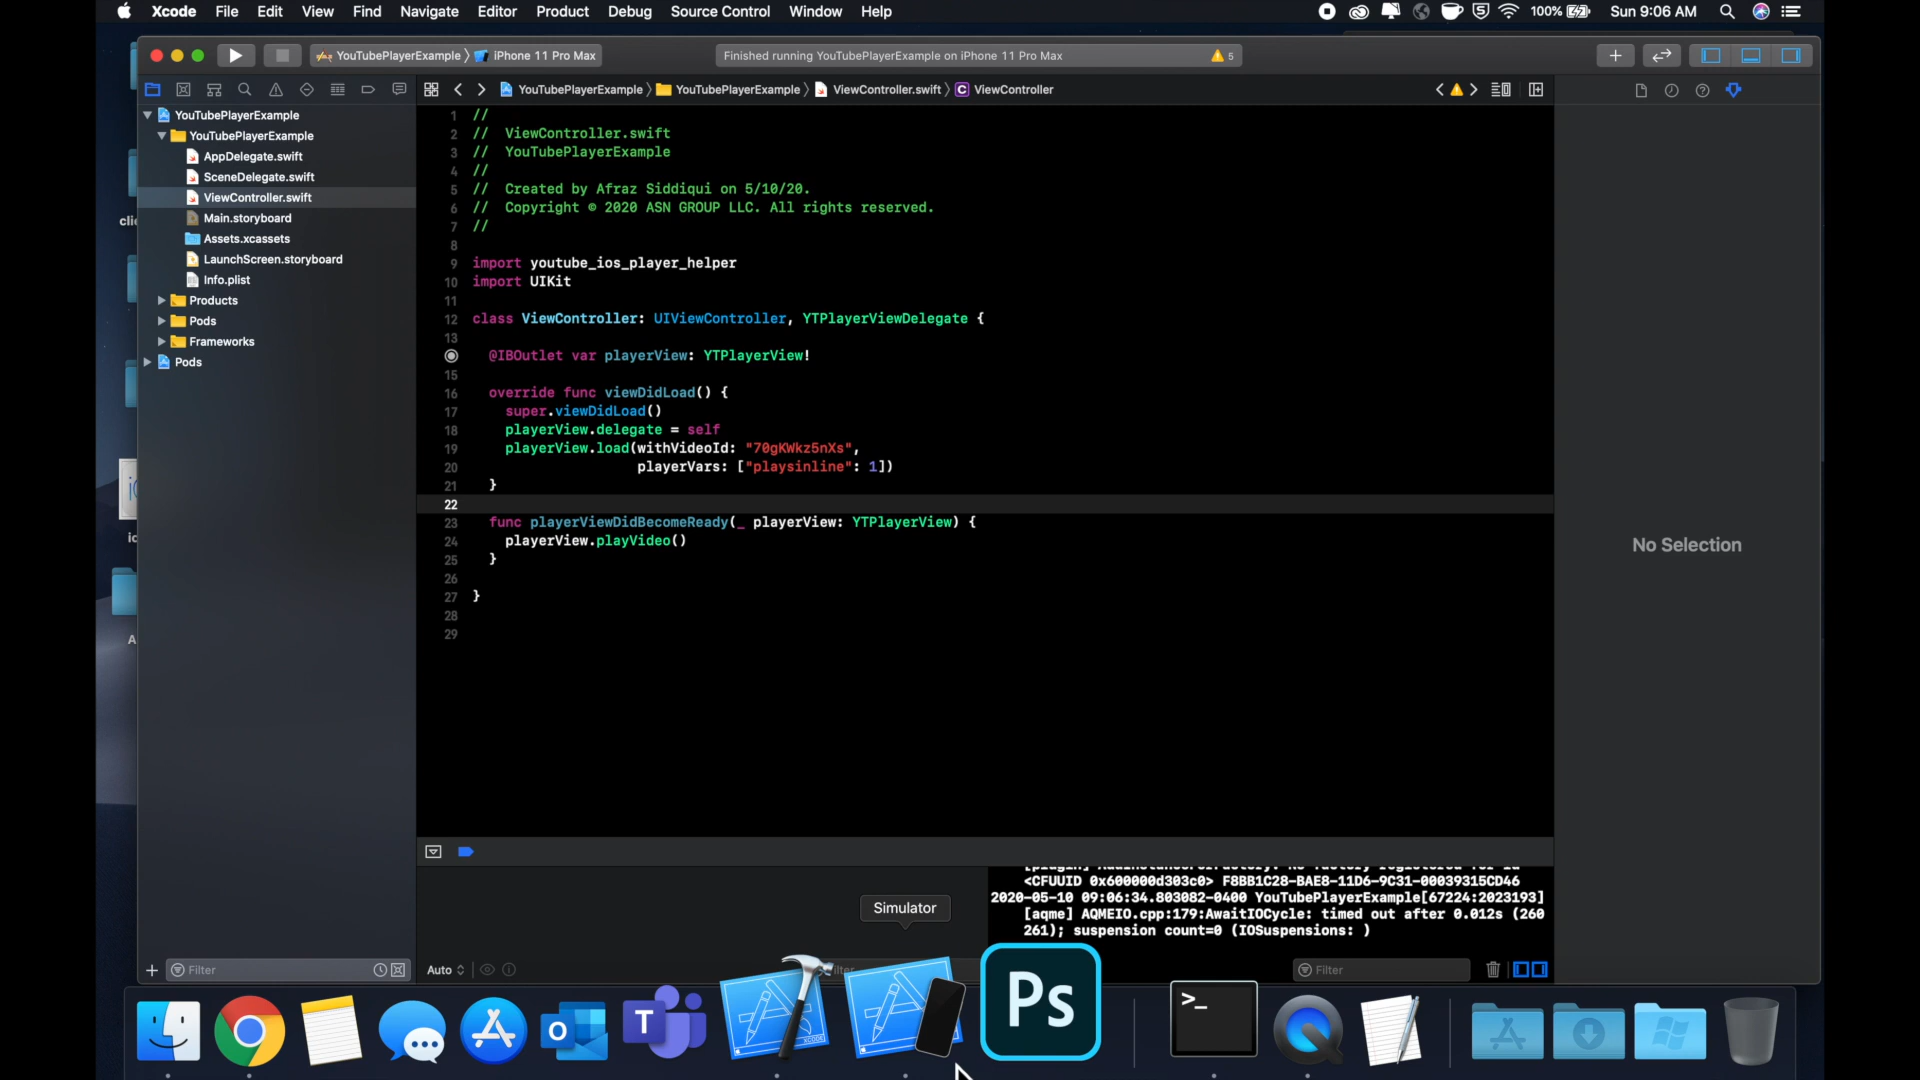 Xcode File Edit View Find Navigate Editor Product Debug Source Control Window Help
100% Sun 9:06 AM
YouTubePlayerExample iPhone 11 Pro Max
Finished running YouTubePlayerExample on iPhone 11 Pro Max
5
YouTubePlayerExample YouTubePlayerExample ViewController.swift C ViewController
YouTubePlayerExample
YouTubePlayerExample
AppDelegate.swift
SceneDelegate.swift
ViewController.swift
Main.storyboard
Assets.xcassets
LaunchScreen.storyboard
Info.plist
Products
Pods
Frameworks
Pods
1 //
2 // ViewController.swift
3 // YouTubePlayerExample
4 //
5 // Created by Afraz Siddiqui on 5/10/20.
6 // Copyright © 2020 ASN GROUP LLC. All rights reserved.
7 //
8
9 import youtube_ios_player_helper
10 import UIKit
11
12 class ViewController: UIViewController, YTPlayerViewDelegate {
13
@IBOutlet var playerView: YTPlayerView!
15
16 override func viewDidLoad() {
17 super.viewDidLoad()
18 playerView.delegate = self
19 playerView.load(withVideoId: "70gKWkz5nXs",
20 playerVars: ["playsinline": 1])
21 }
22
23 func playerViewDidBecomeReady(_ playerView: YTPlayerView) {
24 playerView.playVideo()
25 }
26
27 }
28
29
No Selection
<CFUUID 0x600000d303c0> F8BB1C28-BAE8-11D6-9C31-00039315CD46
2020-05-10 09:06:34.803082-0400 YouTubePlayerExample[67224:2023193]
[aqme] AQMEIO.cpp:179:AwaitIOCycle: timed out after 0.012s (260
261); suspension count=0 (IOSuspensions: )
Simulator
Filter
Auto
Filter
Ps
>_
T